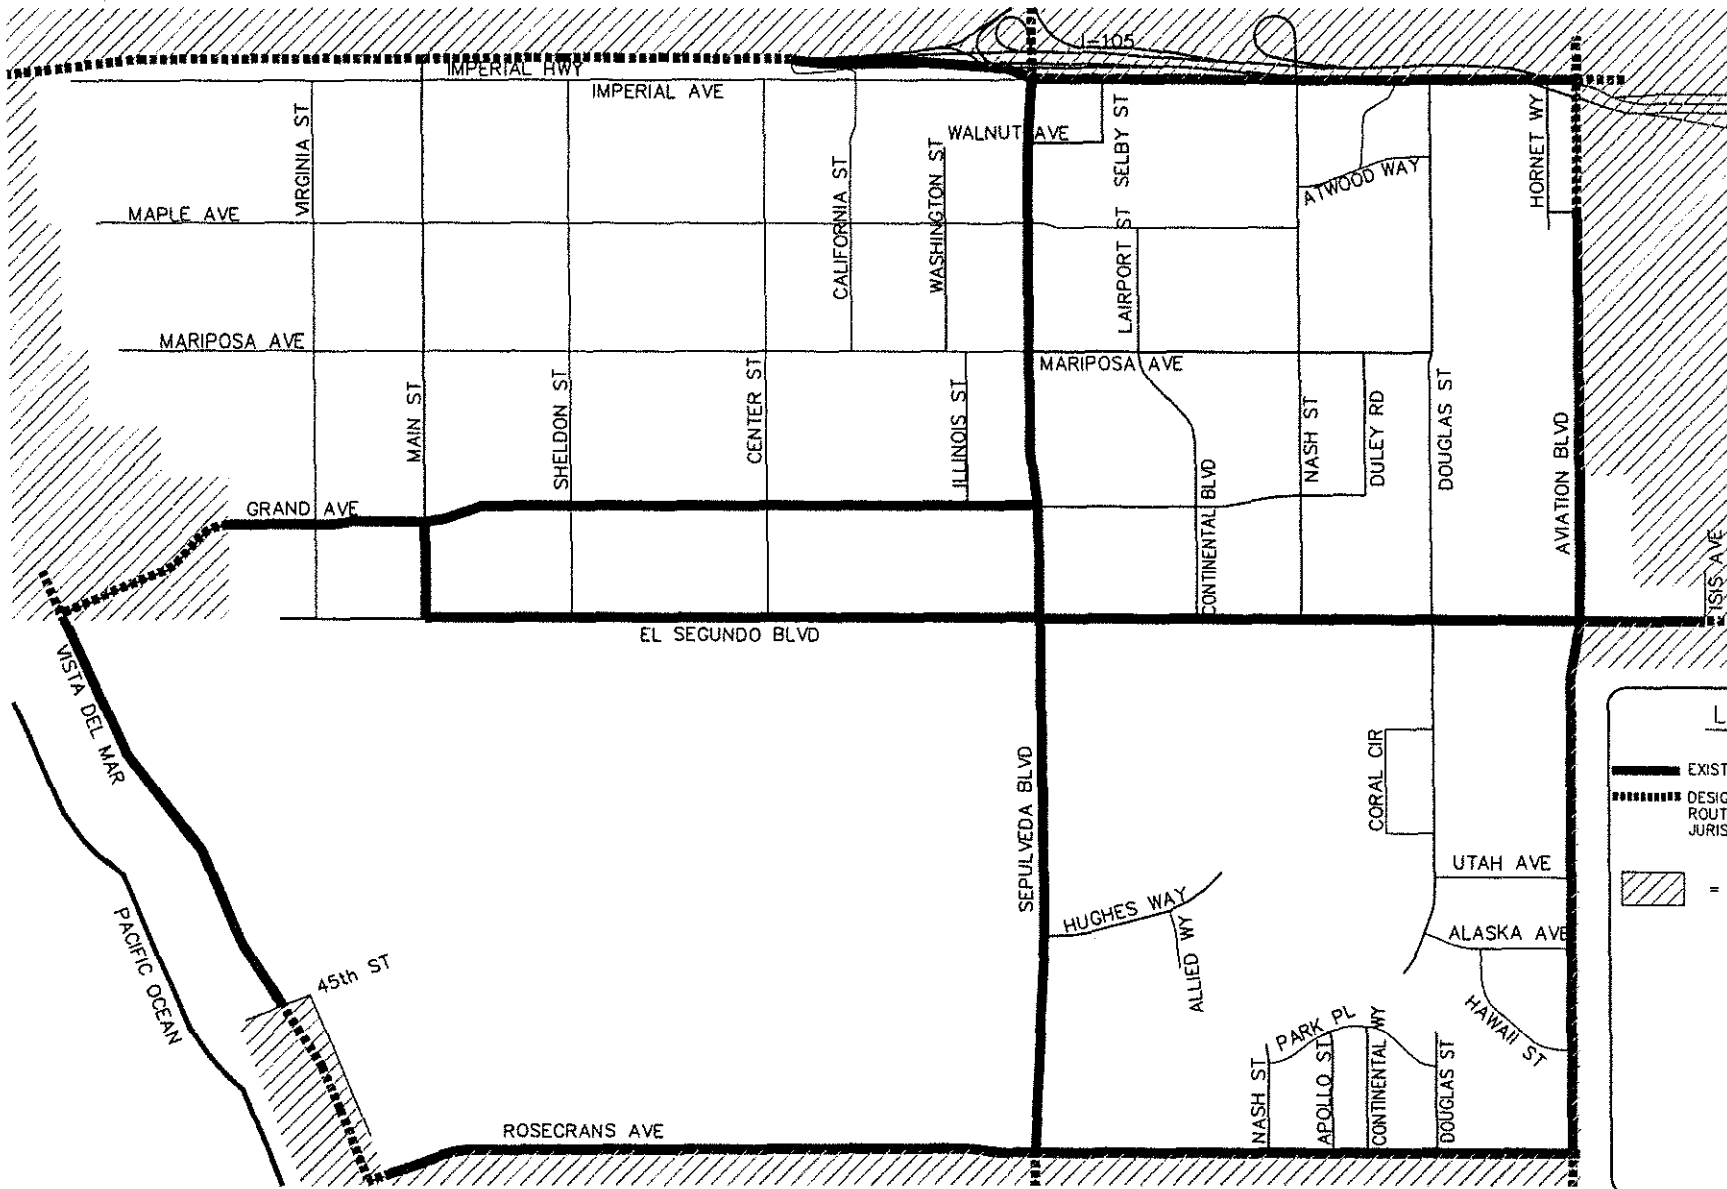 I-105
IMPERIAL HWY
IMPERIAL AVE
WALNUT AVE
SELBY ST
HORNET WY
VIRGINIA ST
CALIFORNIA ST
WASHINGTON ST
ATWOOD WAY
MAPLE AVE
LAIRPORT ST
MARIPOSA AVE
MARIPOSA AVE
MAIN ST
SHELDON ST
CENTER ST
ILLINOIS ST
NASH ST
DULEY RD
DOUGLAS ST
AVIATION BLVD
GRAND AVE
CONTINENTAL BLVD
ISIS AVE
EL SEGUNDO BLVD
VISTA DEL MAR
SEPULVEDA BLVD
CORAL CIR
L
EXIST
DESIG
ROUT
JURIS
=
UTAH AVE
HUGHES WAY
ALLIED WY
ALASKA AVE
PACIFIC OCEAN
45th ST
HAWAII ST
PARK PL
NASH ST
APOLLO ST
CONTINENTAL WY
DOUGLAS ST
ROSECRANS AVE